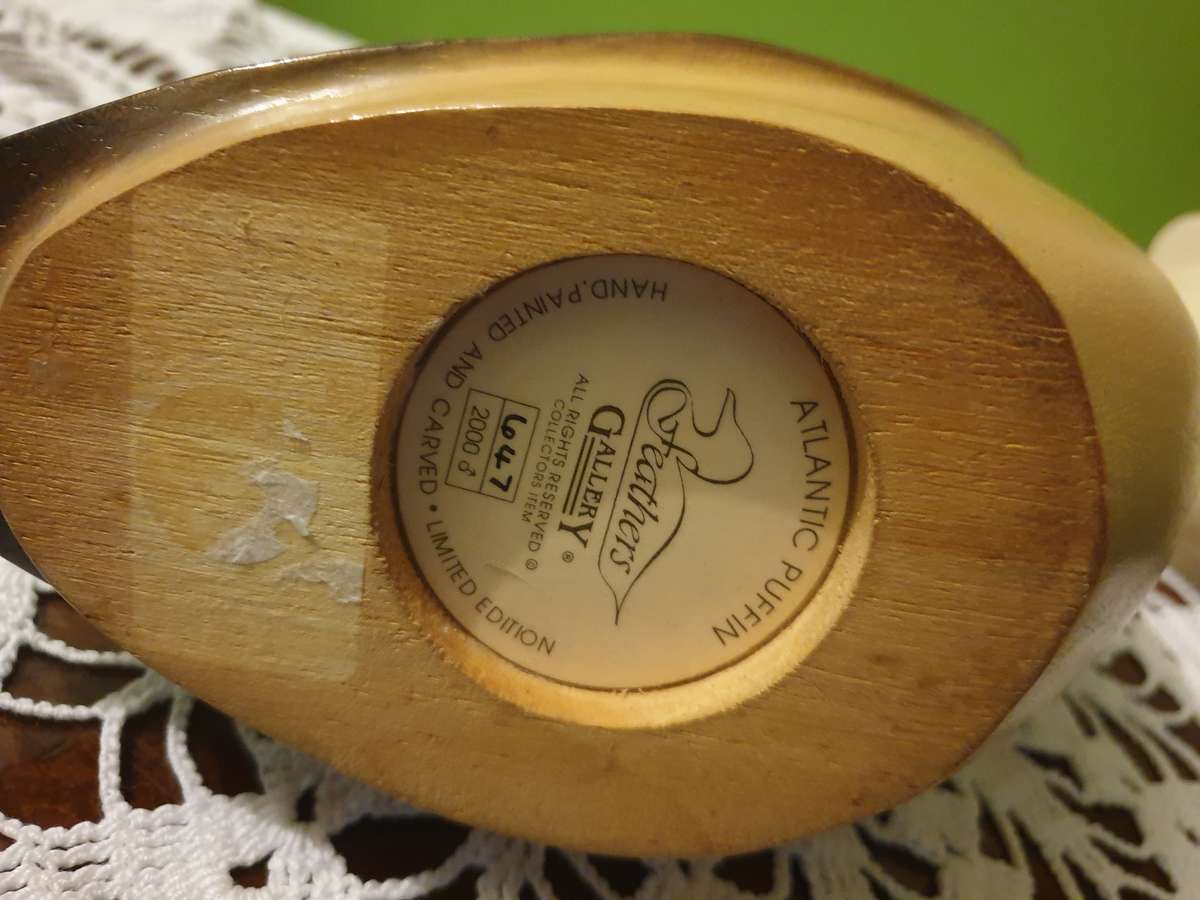 ATLANTIC PUFFIN
Feathers
GALLERY ®
ALL RIGHTS RESERVED ©
COLLECTORS ITEM
647
2000 ♂
HAND.PAINTED AND CARVED • LIMITED EDITION